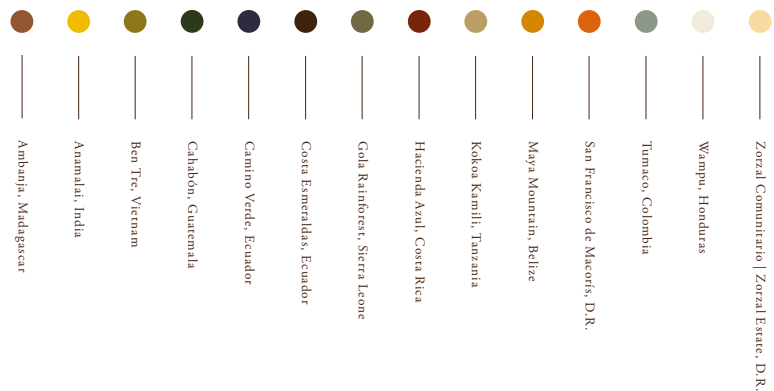 Ambanja, Madagascar
Anamalai, India
Ben Tre, Vietnam
Cahabón, Guatemala
Camino Verde, Ecuador
Costa Esmeraldas, Ecuador
Gola Rainforest, Sierra Leone
Hacienda Azul, Costa Rica
Kokoa Kamili, Tanzania
Maya Mountain, Belize
San Francisco de Macorís, D.R.
Tumaco, Colombia
Wampu, Honduras
Zorzal Comunitario | Zorzal Estate, D.R.